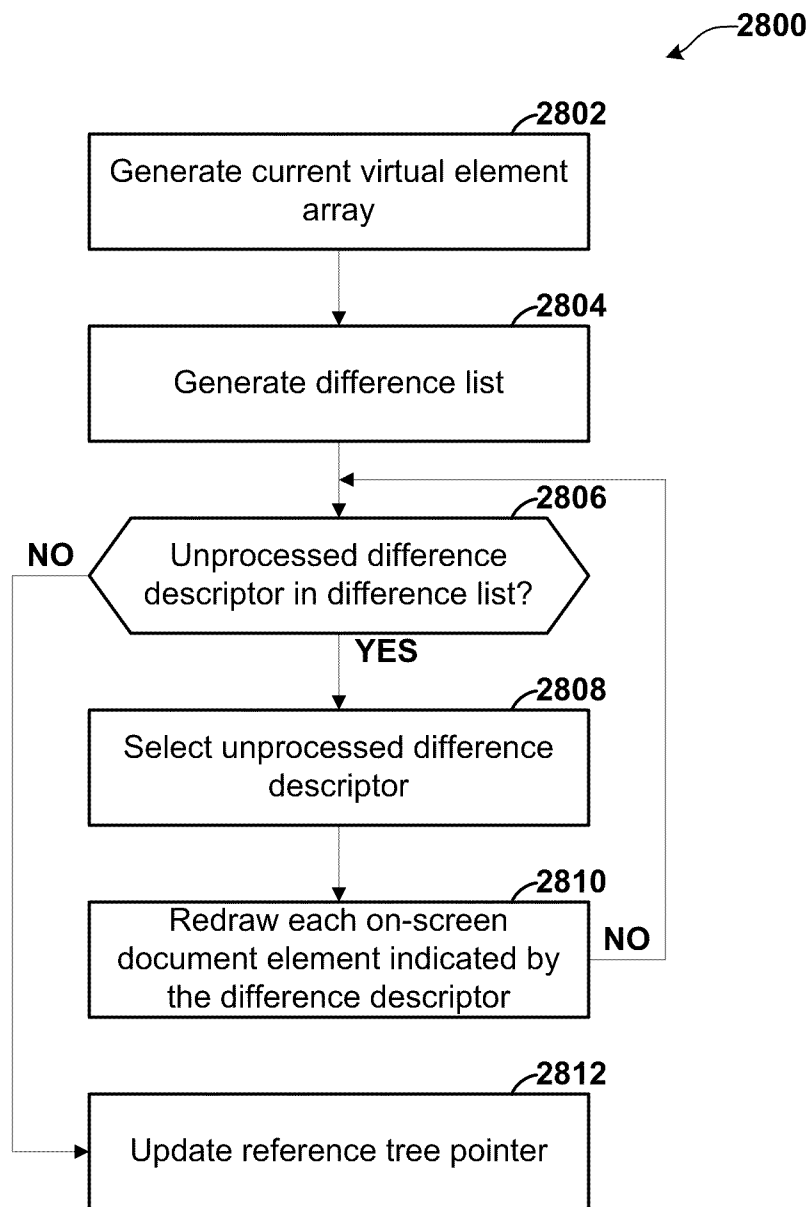 2800
2802
Generate current virtual element
array
2804
Generate difference list
2806
NO
Unprocessed difference
descriptor in difference list?
YES
2808
Select unprocessed difference
descriptor
2810
Redraw each on-screen
document element indicated by
the difference descriptor
NO
2812
Update reference tree pointer